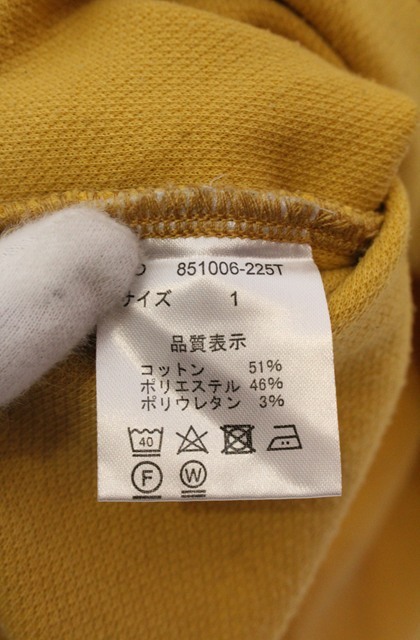 851006-225T
サイズ 1
品質表示
コットン 51%
ポリエステル 46%
ポリウレタン 3%
40
F W